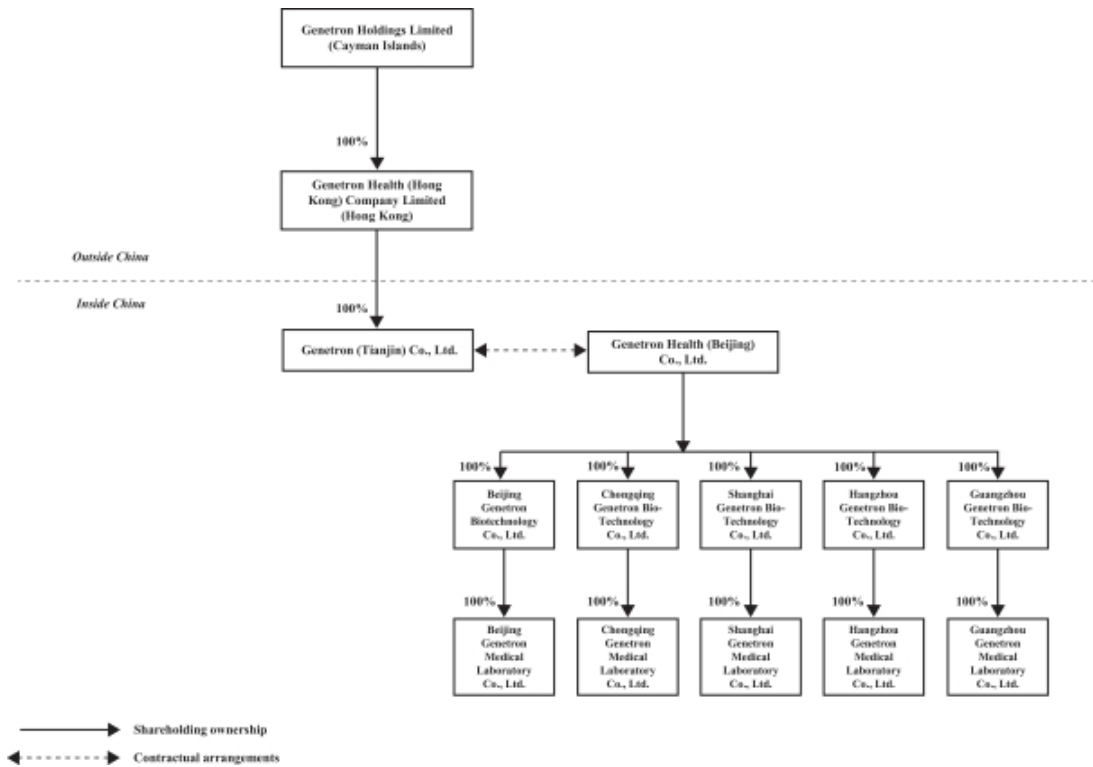 Genetron Holdings Limited
(Cayman Islands)
100%
Genetron Health (Hong
Kong) Company Limited
(Hong Kong)
Outside China
Inside China
100%
Genetron (Tianjin) Co., Ltd.
Genetron Health (Beijing)
Co., Ltd.
100%
100%
100%
100%
100%
Beijing
Genetron
Biotechnology
Co., Ltd.
Chongqing
Genetron Bio-
Technology
Co., Ltd.
Shanghai
Genetron Bio-
Technology
Co., Ltd.
Hangzhou
Genetron Bio-
Technology
Co., Ltd.
Guangzhou
Genetron Bio-
Technology
Co., Ltd.
100%
100%
100%
100%
100%
Beijing
Genetron
Medical
Laboratory
Co., Ltd.
Chongqing
Genetron
Medical
Laboratory
Co., Ltd.
Shanghai
Genetron
Medical
Laboratory
Co., Ltd.
Hangzhou
Genetron
Medical
Laboratory
Co., Ltd.
Guangzhou
Genetron
Medical
Laboratory
Co., Ltd.
Shareholding ownership
Contractual arrangements